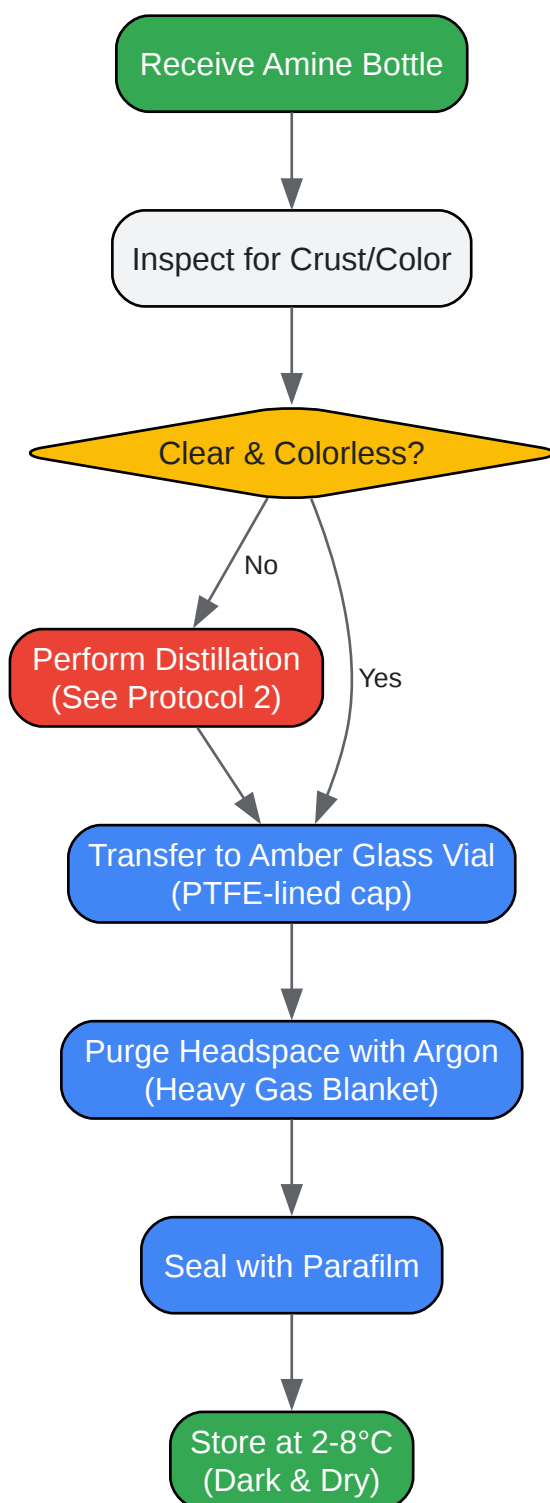 Receive Amine Bottle
Inspect for Crust/Color
Clear & Colorless?
No
Perform Distillation
(See Protocol 2)
Yes
Transfer to Amber Glass Vial
(PTFE-lined cap)
Purge Headspace with Argon
(Heavy Gas Blanket)
Seal with Parafilm
Store at 2-8°C
(Dark & Dry)